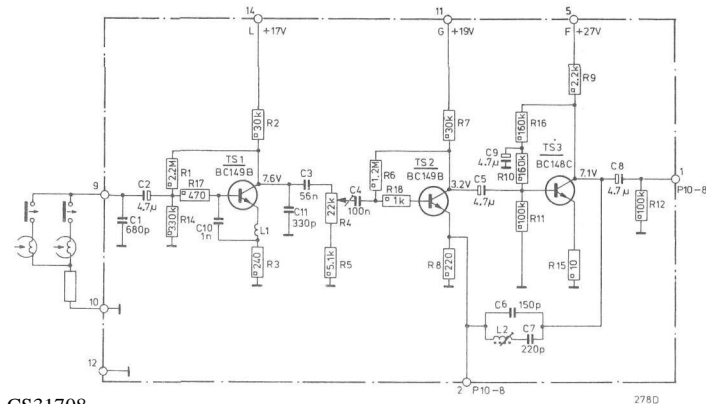 14
L +17V
11
G +19V
5
F +27V
30k
R2
30k
R7
2,2k
R9
160k
R16
TS1
BC149B
2,2M
R1
R17
470
9
C2
4.7µ
C1
680p
330k
R14
C10
1n
L1
240
R3
7.6V
C3
56n
C11
330p
22k
R4
5,1k
R5
C4
100n
1,2M
R6
R18
1k
TS2
BC149B
3.2V
C5
4.7µ
R8
220
C9
4.7µ
R10
160k
100k
R11
TS3
BC148C
7.1V
C8
4.7µ
1
P10-8
100k
R12
R15
10
C6
150p
L2
C7
220p
10
12
2
P10-8
278D
CS31708